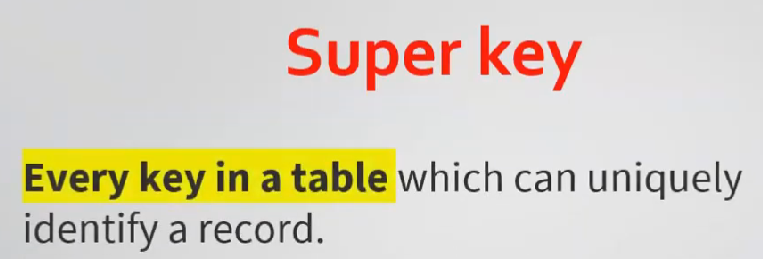 Super key
Every key in a table which can uniquely
identify a record.